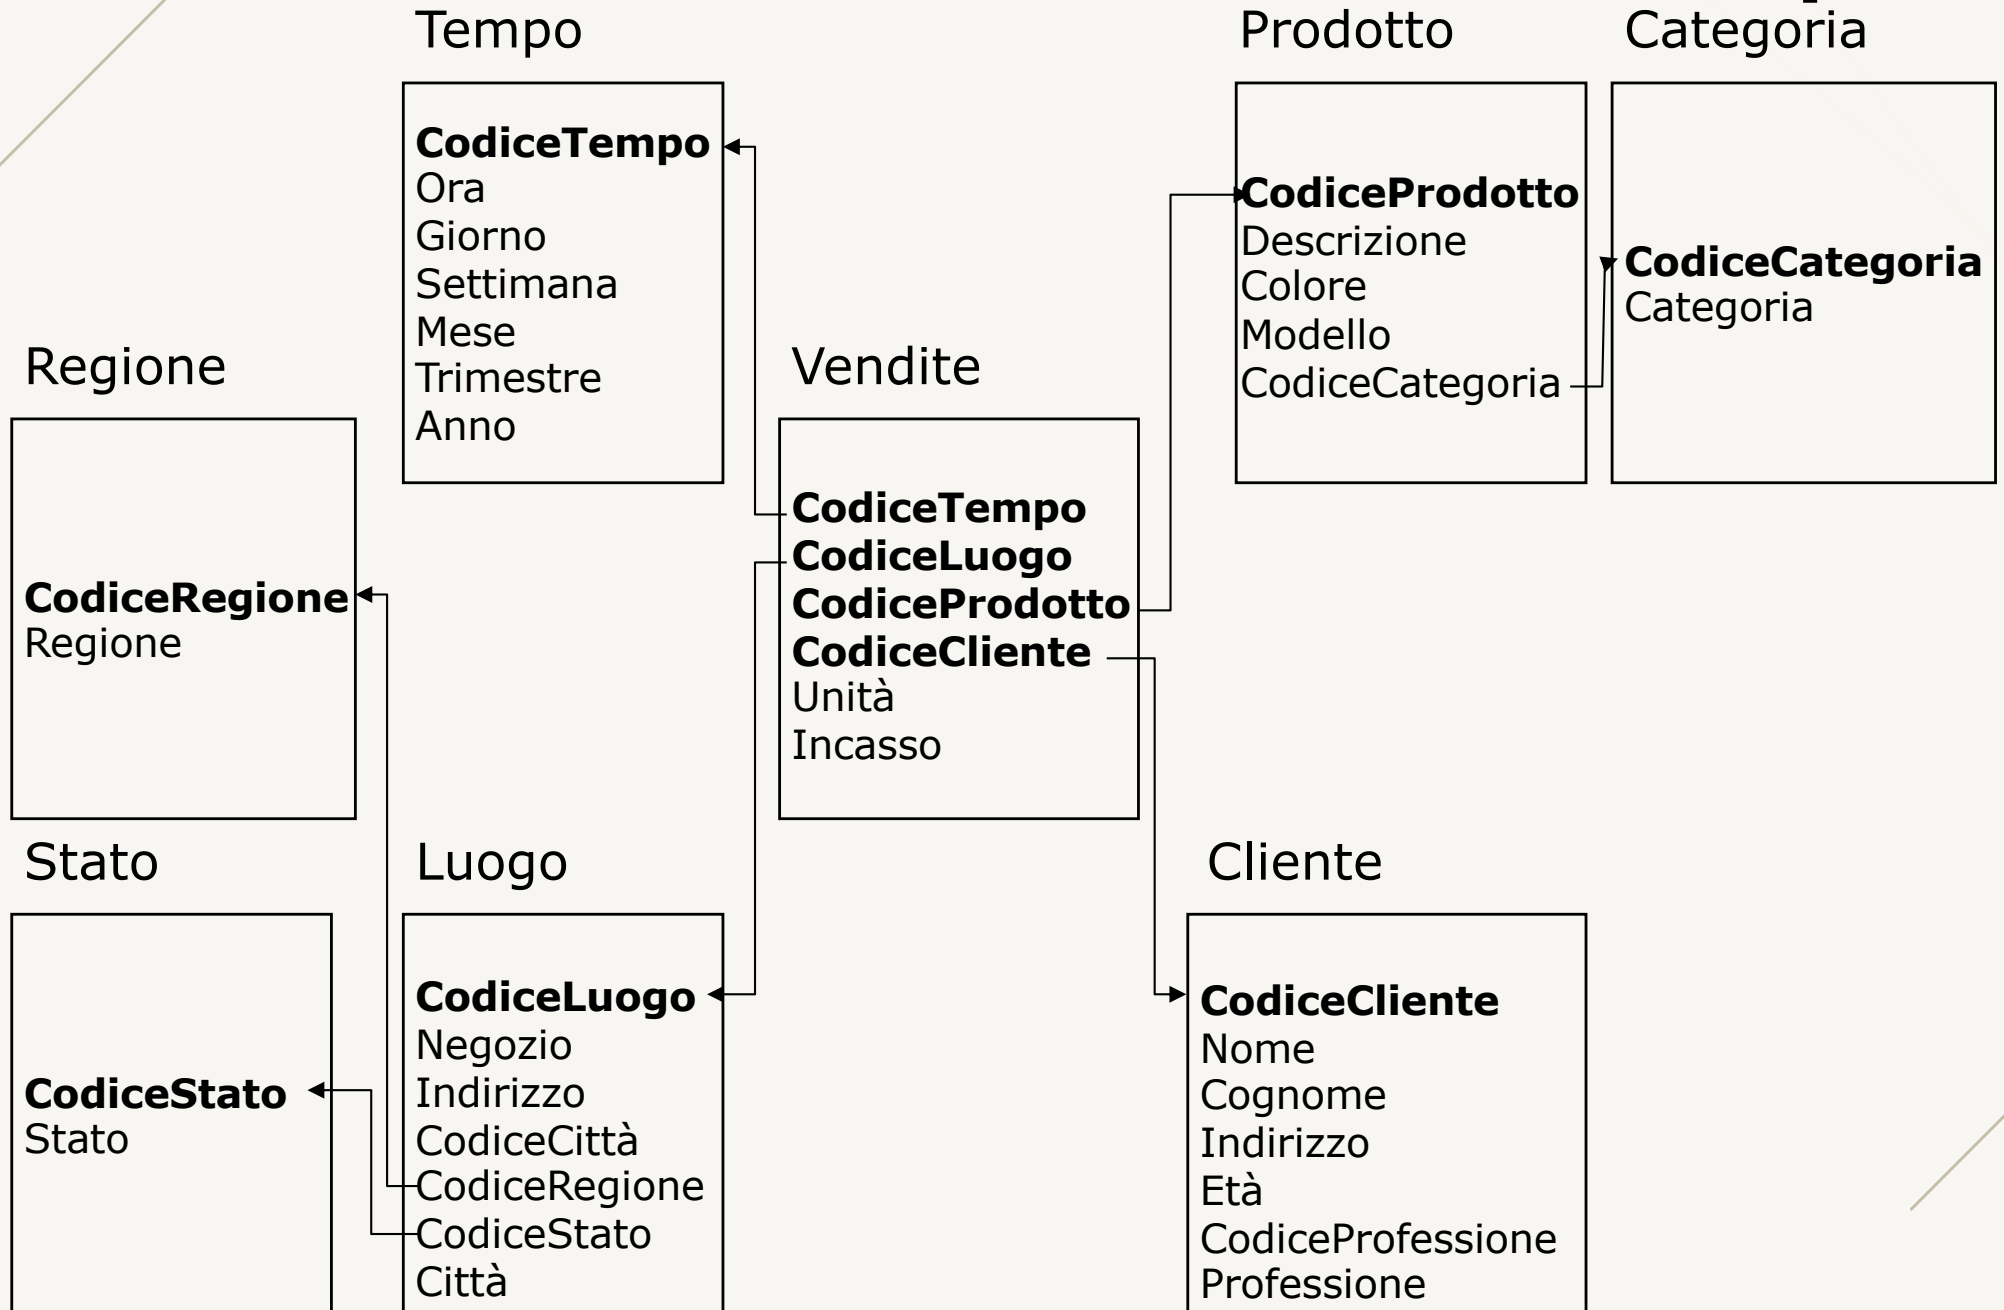 Tempo
CodiceTempo
Ora
Giorno
Settimana
Mese
Trimestre
Anno
Prodotto
CodiceProdotto
Descrizione
Colore
Modello
CodiceCategoria
Categoria
CodiceCategoria
Categoria
Regione
CodiceRegione
Regione
Vendite
CodiceTempo
CodiceLuogo
CodiceProdotto
CodiceCliente
Unità
Incasso
Stato
CodiceStato
Stato
Luogo
CodiceLuogo
Negozio
Indirizzo
CodiceCittà
CodiceRegione
CodiceStato
Città
Cliente
CodiceCliente
Nome
Cognome
Indirizzo
Età
CodiceProfessione
Professione